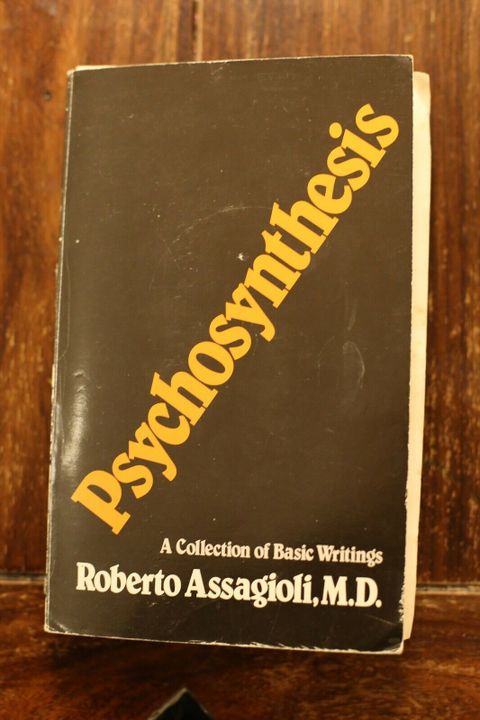 Psychosynthesis
A Collection of Basic Writings
Roberto Assagioli, M.D.